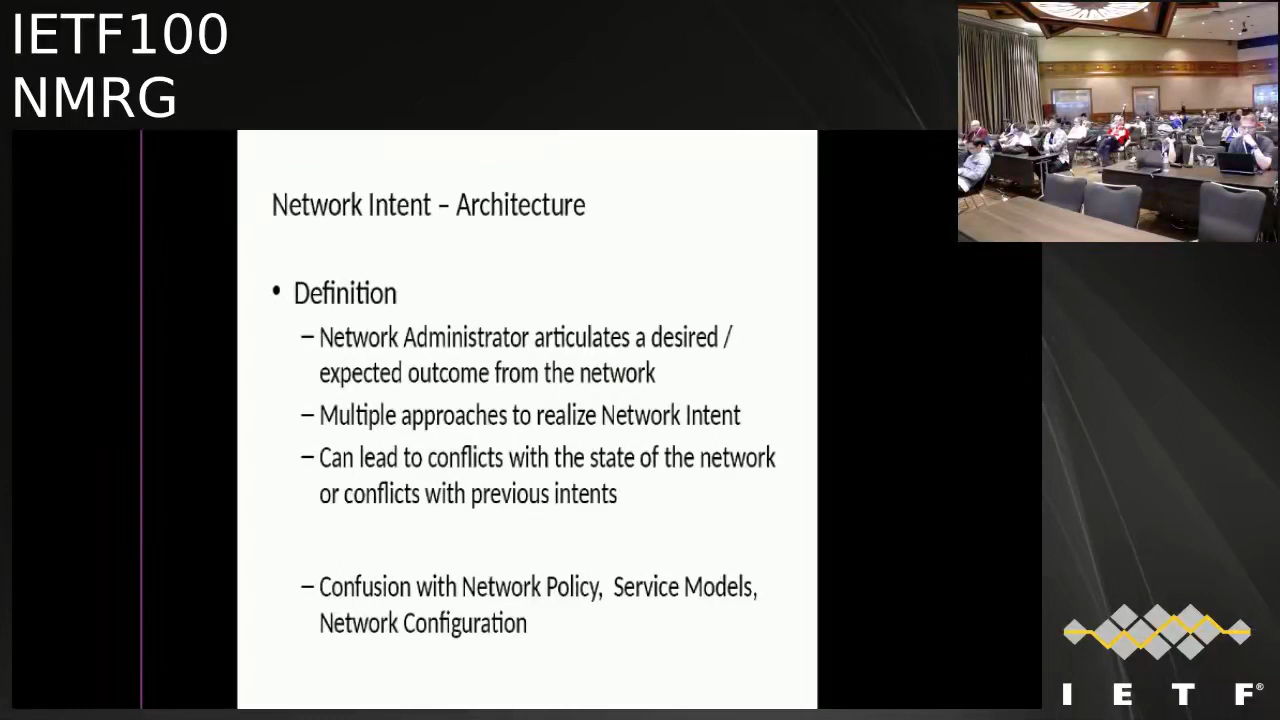 IETF100
NMRG
Network Intent – Architecture
• Definition
– Network Administrator articulates a desired /
expected outcome from the network
– Multiple approaches to realize Network Intent
– Can lead to conflicts with the state of the network
or conflicts with previous intents
– Confusion with Network Policy,  Service Models,
Network Configuration
I E T F®